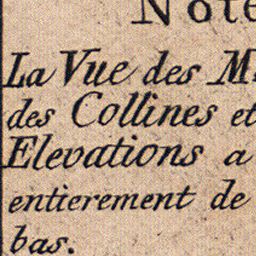 Note
La Vue des M
des Collines et
Elevations a
entierement de
bas.